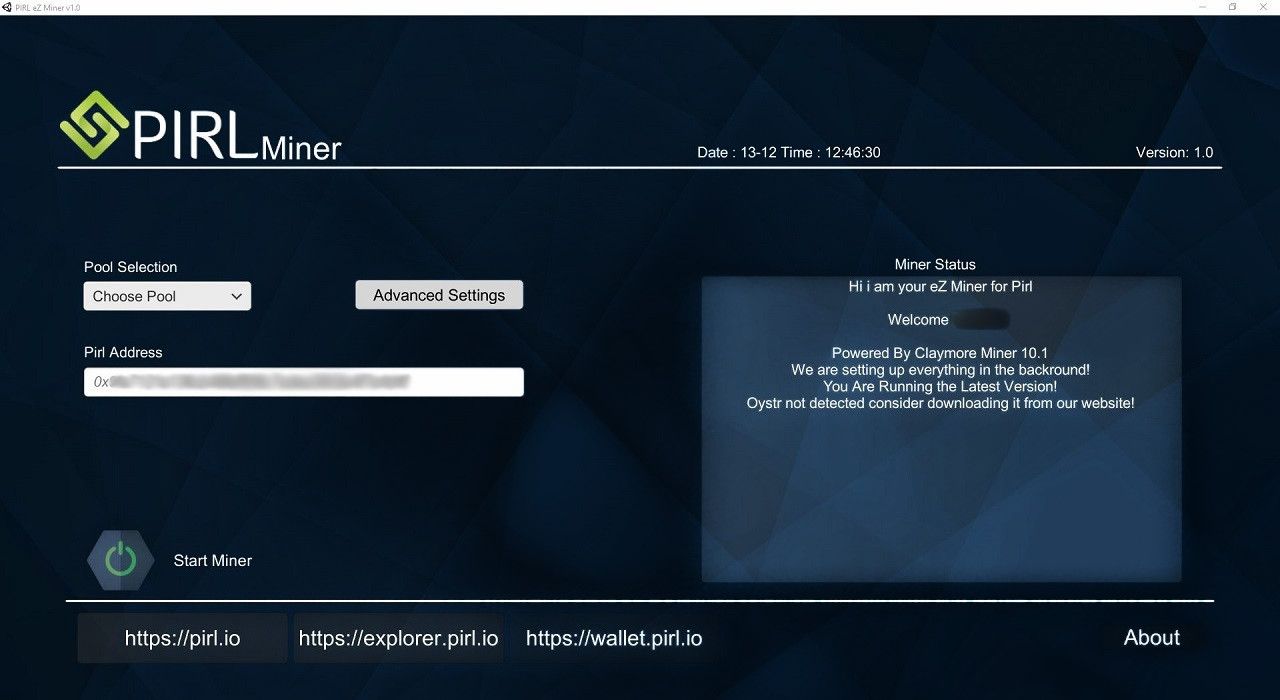 PIRL eZ Miner v1.0
PIRL Miner
Date : 13-12 Time : 12:46:30
Version: 1.0
Pool Selection
Choose Pool
Advanced Settings
Pirl Address
0x
Start Miner
Miner Status
Hi i am your eZ Miner for Pirl
Welcome
Powered By Claymore Miner 10.1
We are setting up everything in the backround!
You Are Running the Latest Version!
Oystr not detected consider downloading it from our website!
https://pirl.io
https://explorer.pirl.io
https://wallet.pirl.io
About